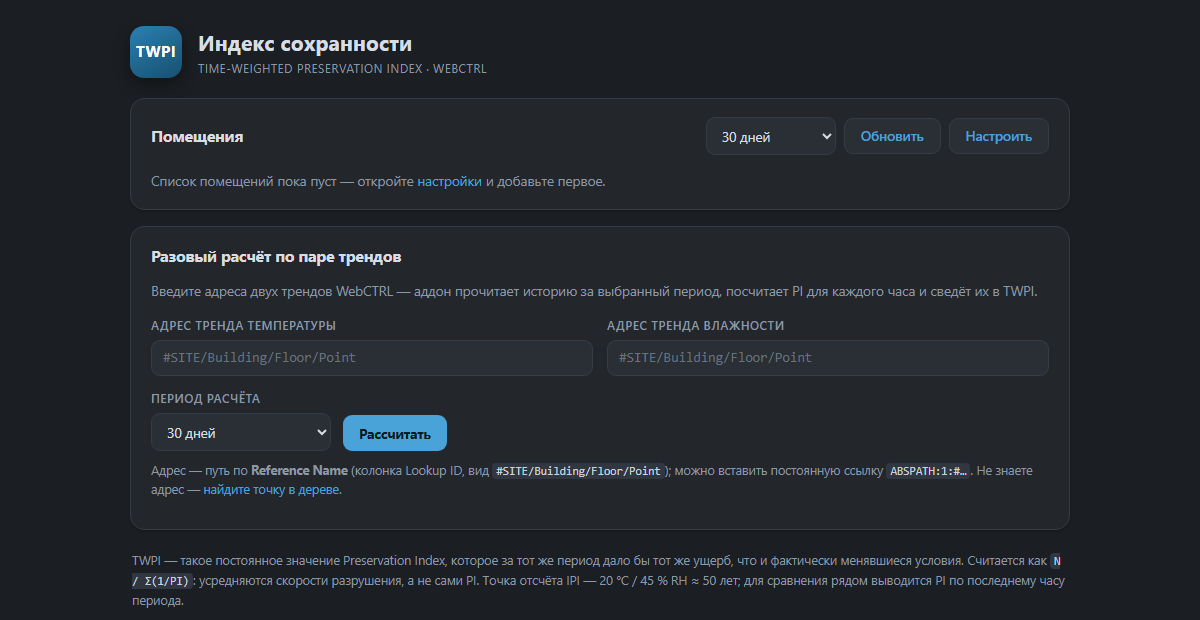 TWPI
Индекс сохранности
TIME-WEIGHTED PRESERVATION INDEX · WEBCTRL
Помещения
30 дней
Обновить
Настроить
Список помещений пока пуст — откройте настройки и добавьте первое.
Разовый расчёт по паре трендов
Введите адреса двух трендов WebCTRL — аддон прочитает историю за выбранный период, посчитает PI для каждого часа и сведёт их в TWPI.
АДРЕС ТРЕНДА ТЕМПЕРАТУРЫ
АДРЕС ТРЕНДА ВЛАЖНОСТИ
#SITE/Building/Floor/Point
#SITE/Building/Floor/Point
ПЕРИОД РАСЧЁТА
30 дней
Рассчитать
Адрес — путь по Reference Name (колонка Lookup ID, вид #SITE/Building/Floor/Point); можно вставить постоянную ссылку ABSPATH:1:#…. Не знаете
адрес — найдите точку в дереве.
TWPI — такое постоянное значение Preservation Index, которое за тот же период дало бы тот же ущерб, что и фактически менявшиеся условия. Считается как N
/ Σ(1/PI): усредняются скорости разрушения, а не сами PI. Точка отсчёта IPI — 20 °C / 45 % RH ≈ 50 лет; для сравнения рядом выводится PI по последнему часу
периода.